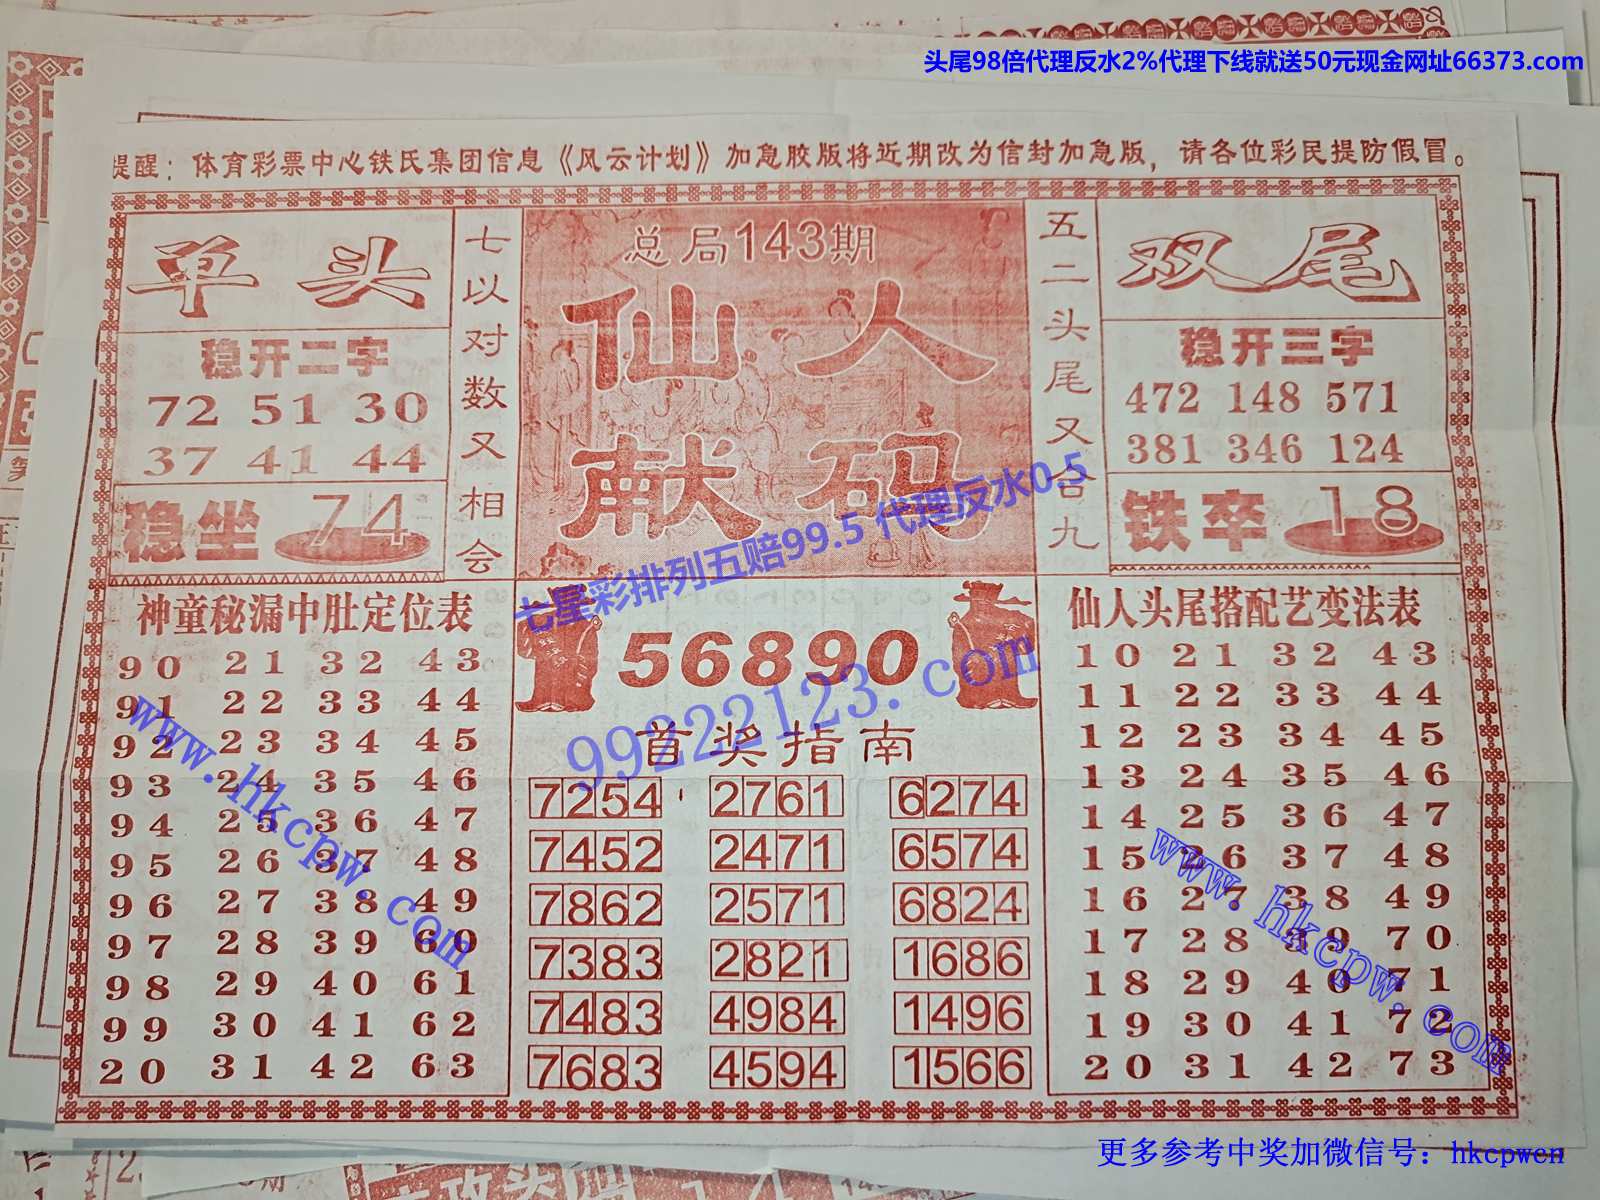 头尾98倍代理反水2%代理下线就送50元现金网址66373.com
提醒：体育彩票中心铁氏集团信息《风云计划》加急胶版将近期改为信封加急版，请各位彩民提防假冒。
单头
稳开二字
72 51 30
37 41 44
稳坐 74
七以对数又相会
总局143期
仙人
献码
五二头尾又合九
双尾
稳开三字
472 148 571
381 346 124
铁卒 18
七星彩排列五赔99.5 代理反水0.5
99222123.com
神童秘漏中肚定位表
90 21 32 43
91 22 33 44
92 23 34 45
93 24 35 46
94 25 36 47
95 26 37 48
96 27 38 49
97 28 39 60
98 29 40 61
99 30 41 62
20 31 42 63
www.hkcpw.com
56890
首奖指南
7254 2761 6274
7452 2471 6574
7862 2571 6824
7383 2821 1686
7483 4984 1496
7683 4594 1566
仙人头尾搭配艺变法表
10 21 32 43
11 22 33 44
12 23 34 45
13 24 35 46
14 25 36 47
15 26 37 48
16 27 38 49
17 28 39 70
18 29 40 71
19 30 41 72
20 31 42 73
www.hkcpw.com
更多参考中奖加微信号：hkcpwen